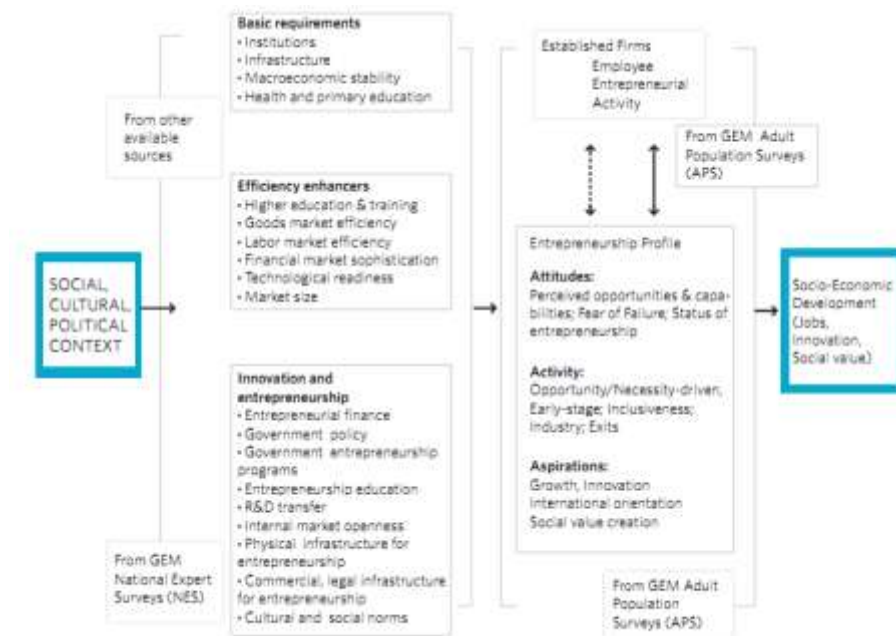 Basic requirements
• Institutions
• Infrastructure
• Macroeconomic stability
• Health and primary education
From other
available
sources
Efficiency enhancers
• Higher education & training
• Goods market efficiency
• Labor market efficiency
• Financial market sophistication
• Technological readiness
• Market size
SOCIAL,
CULTURAL,
POLITICAL
CONTEXT
Innovation and
entrepreneurship
• Entrepreneurial finance
• Government policy
• Government entrepreneurship
programs
• Entrepreneurship education
• R&D transfer
• Internal market openness
• Physical infrastructure for
entrepreneurship
• Commercial, legal infrastructure
for entrepreneurship
• Cultural and social norms
From GEM
National Expert
Surveys (NES)
Established Firms
Employee
Entrepreneurial
Activity
From GEM Adult
Population Surveys
(APS)
Entrepreneurship Profile
Attitudes:
Perceived opportunities & capa-
bilities; Fear of Failure; Status of
entrepreneurship
Activity:
Opportunity/Necessity-driven,
Early-stage; Inclusiveness;
Industry; Exits
Aspirations:
Growth, Innovation
International orientation
Social value creation
From GEM Adult
Population
Surveys (APS)
Socio-Economic
Development
(Jobs,
Innovation,
Social value)